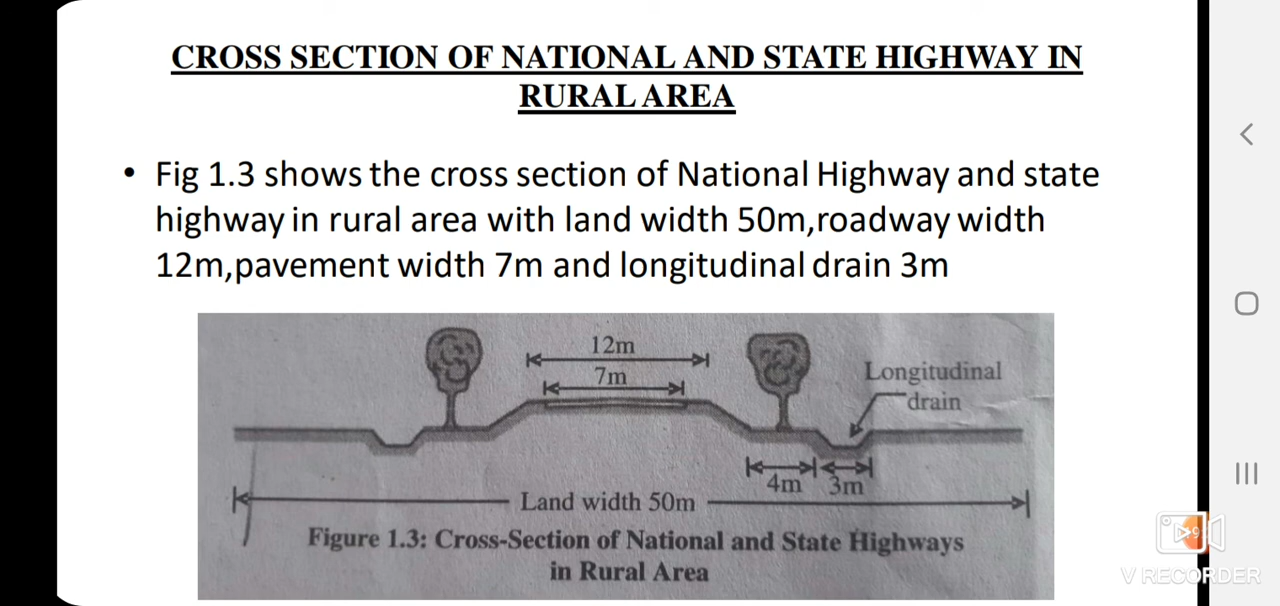 CROSS SECTION OF NATIONAL AND STATE HIGHWAY IN
RURAL AREA
• Fig 1.3 shows the cross section of National Highway and state
highway in rural area with land width 50m,roadway width
12m,pavement width 7m and longitudinal drain 3m
12m
7m
Longitudinal
drain
4m 3m
Land width 50m
Figure 1.3: Cross-Section of National and State Highways
in Rural Area
V RECORDER